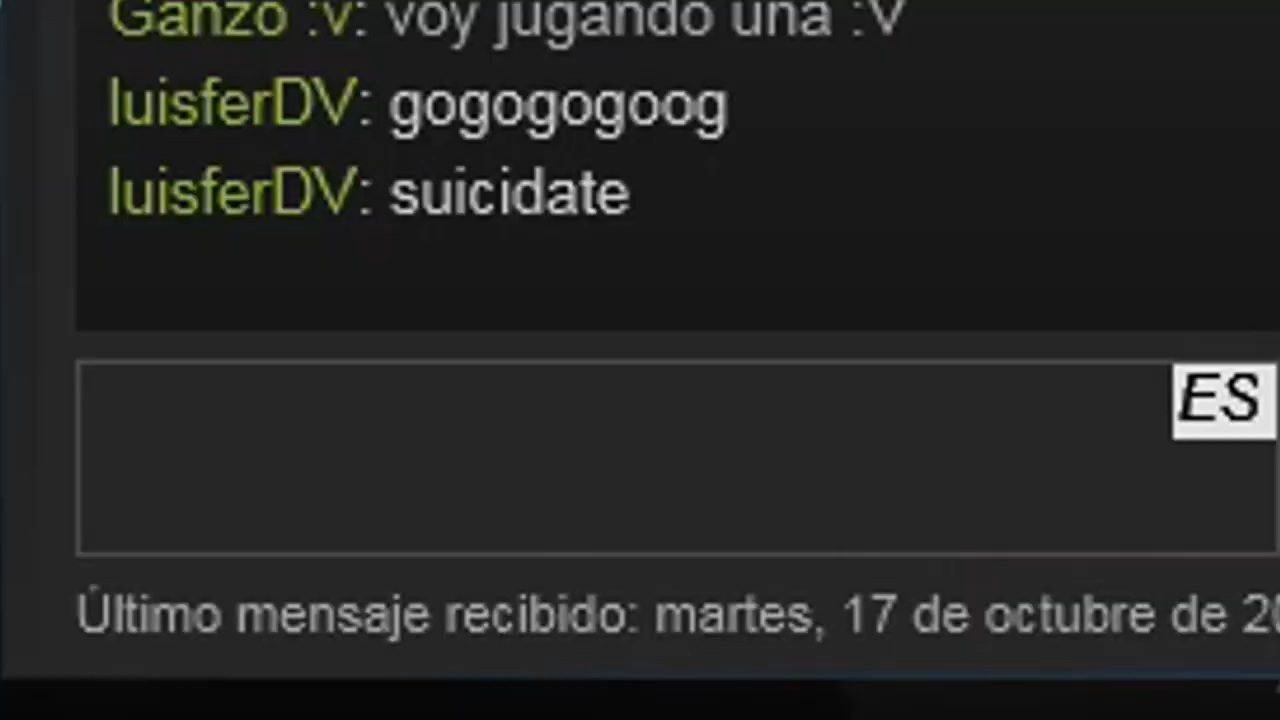 Ganzo :v: voy jugando una :V
luisferDV: gogogogoog
luisferDV: suicidate
ES
Último mensaje recibido: martes, 17 de octubre de